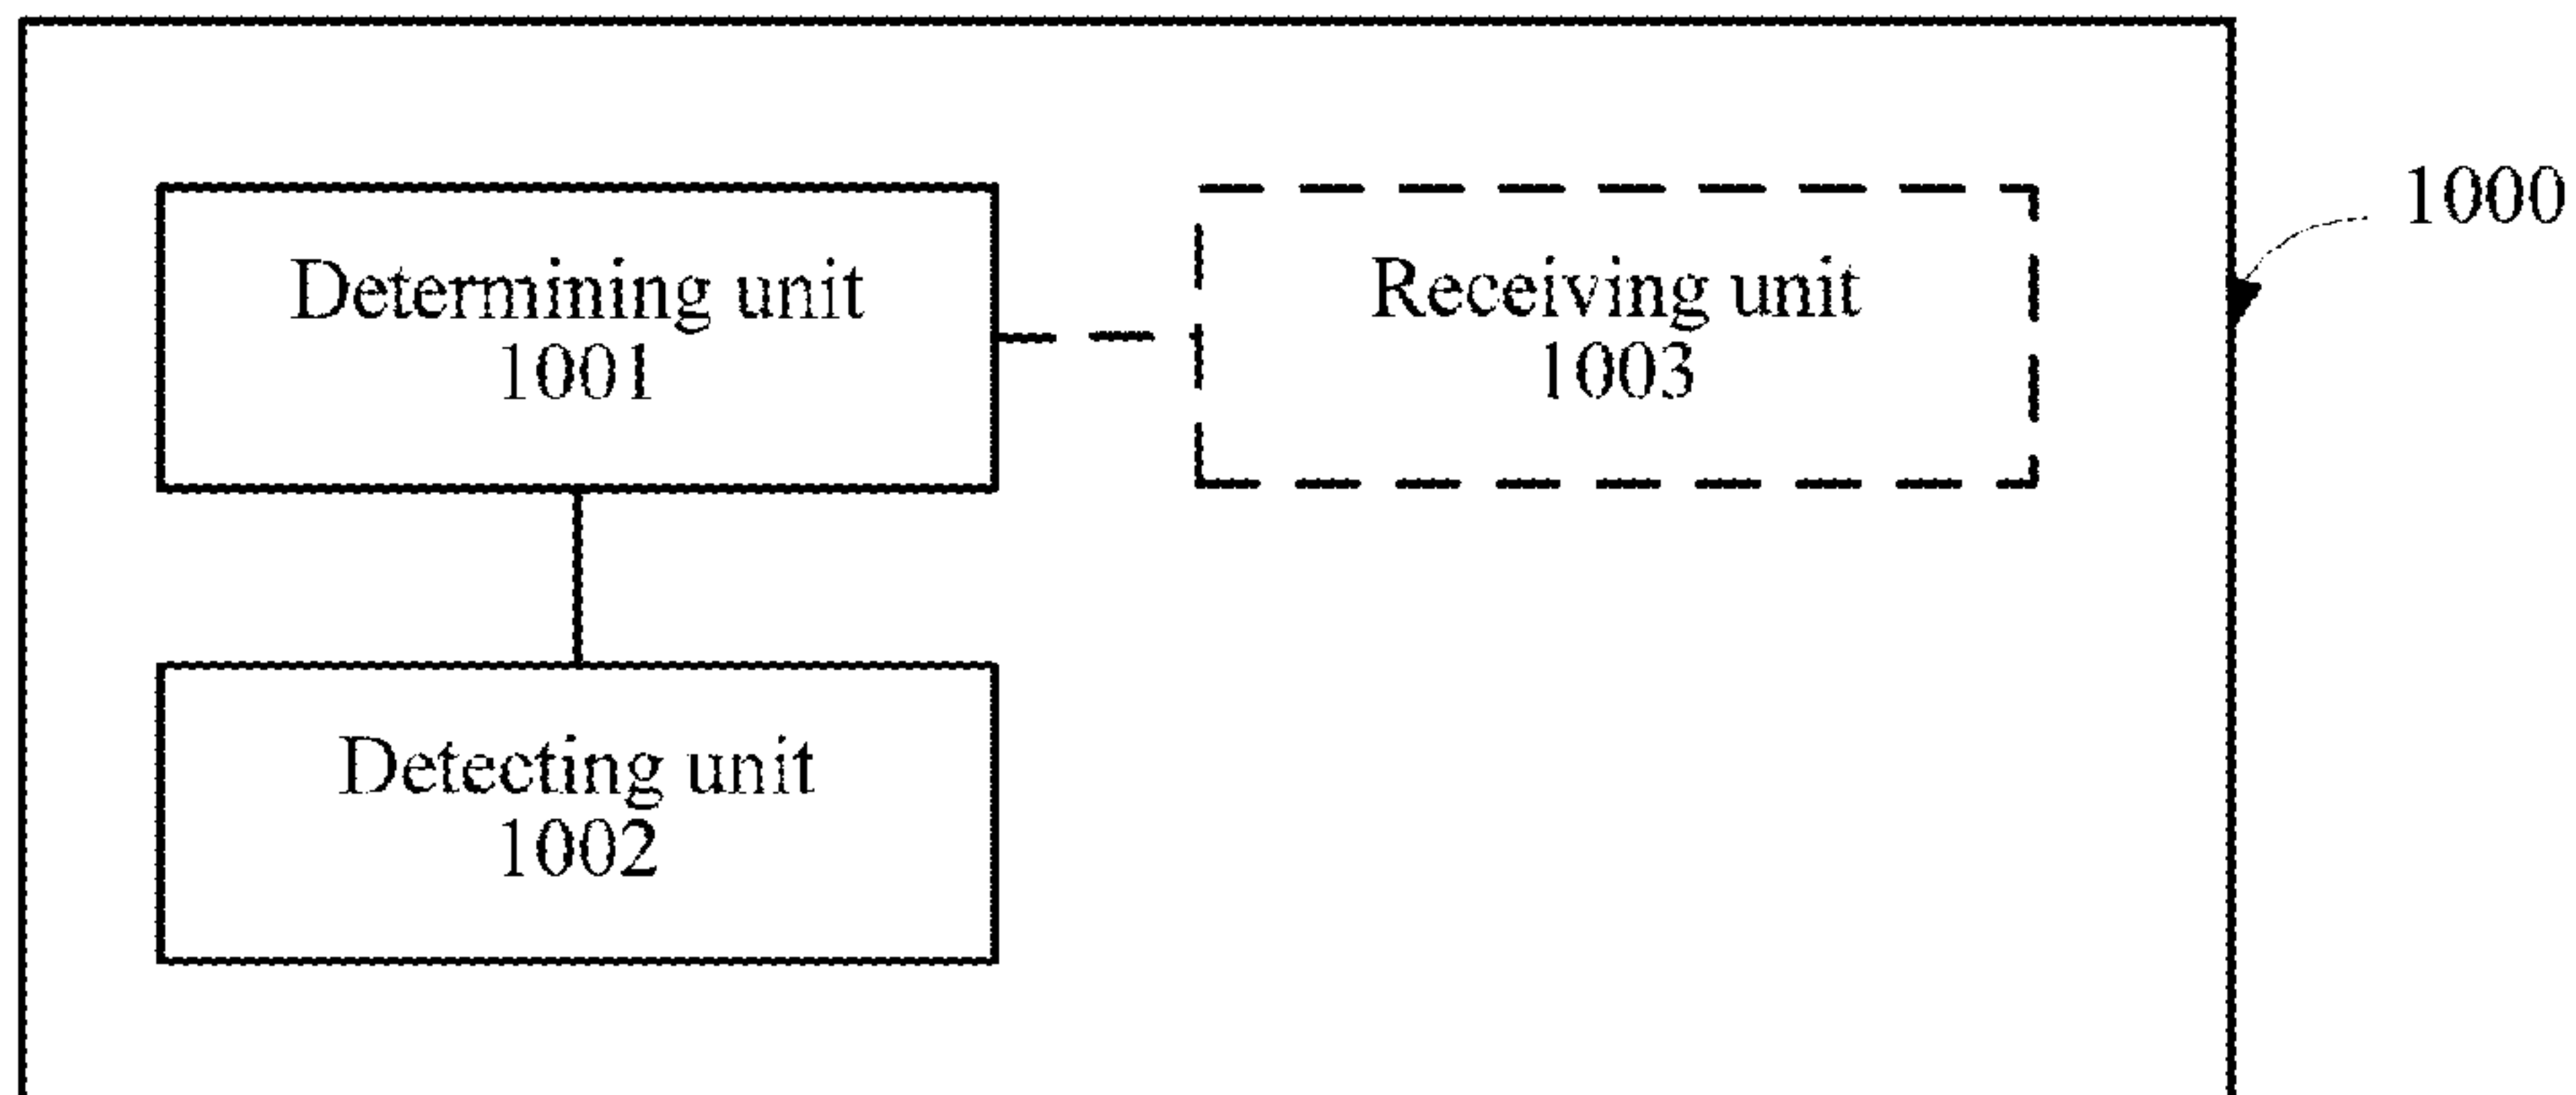 Determining unit
1001
Receiving unit
1003
1000
Detecting unit
1002